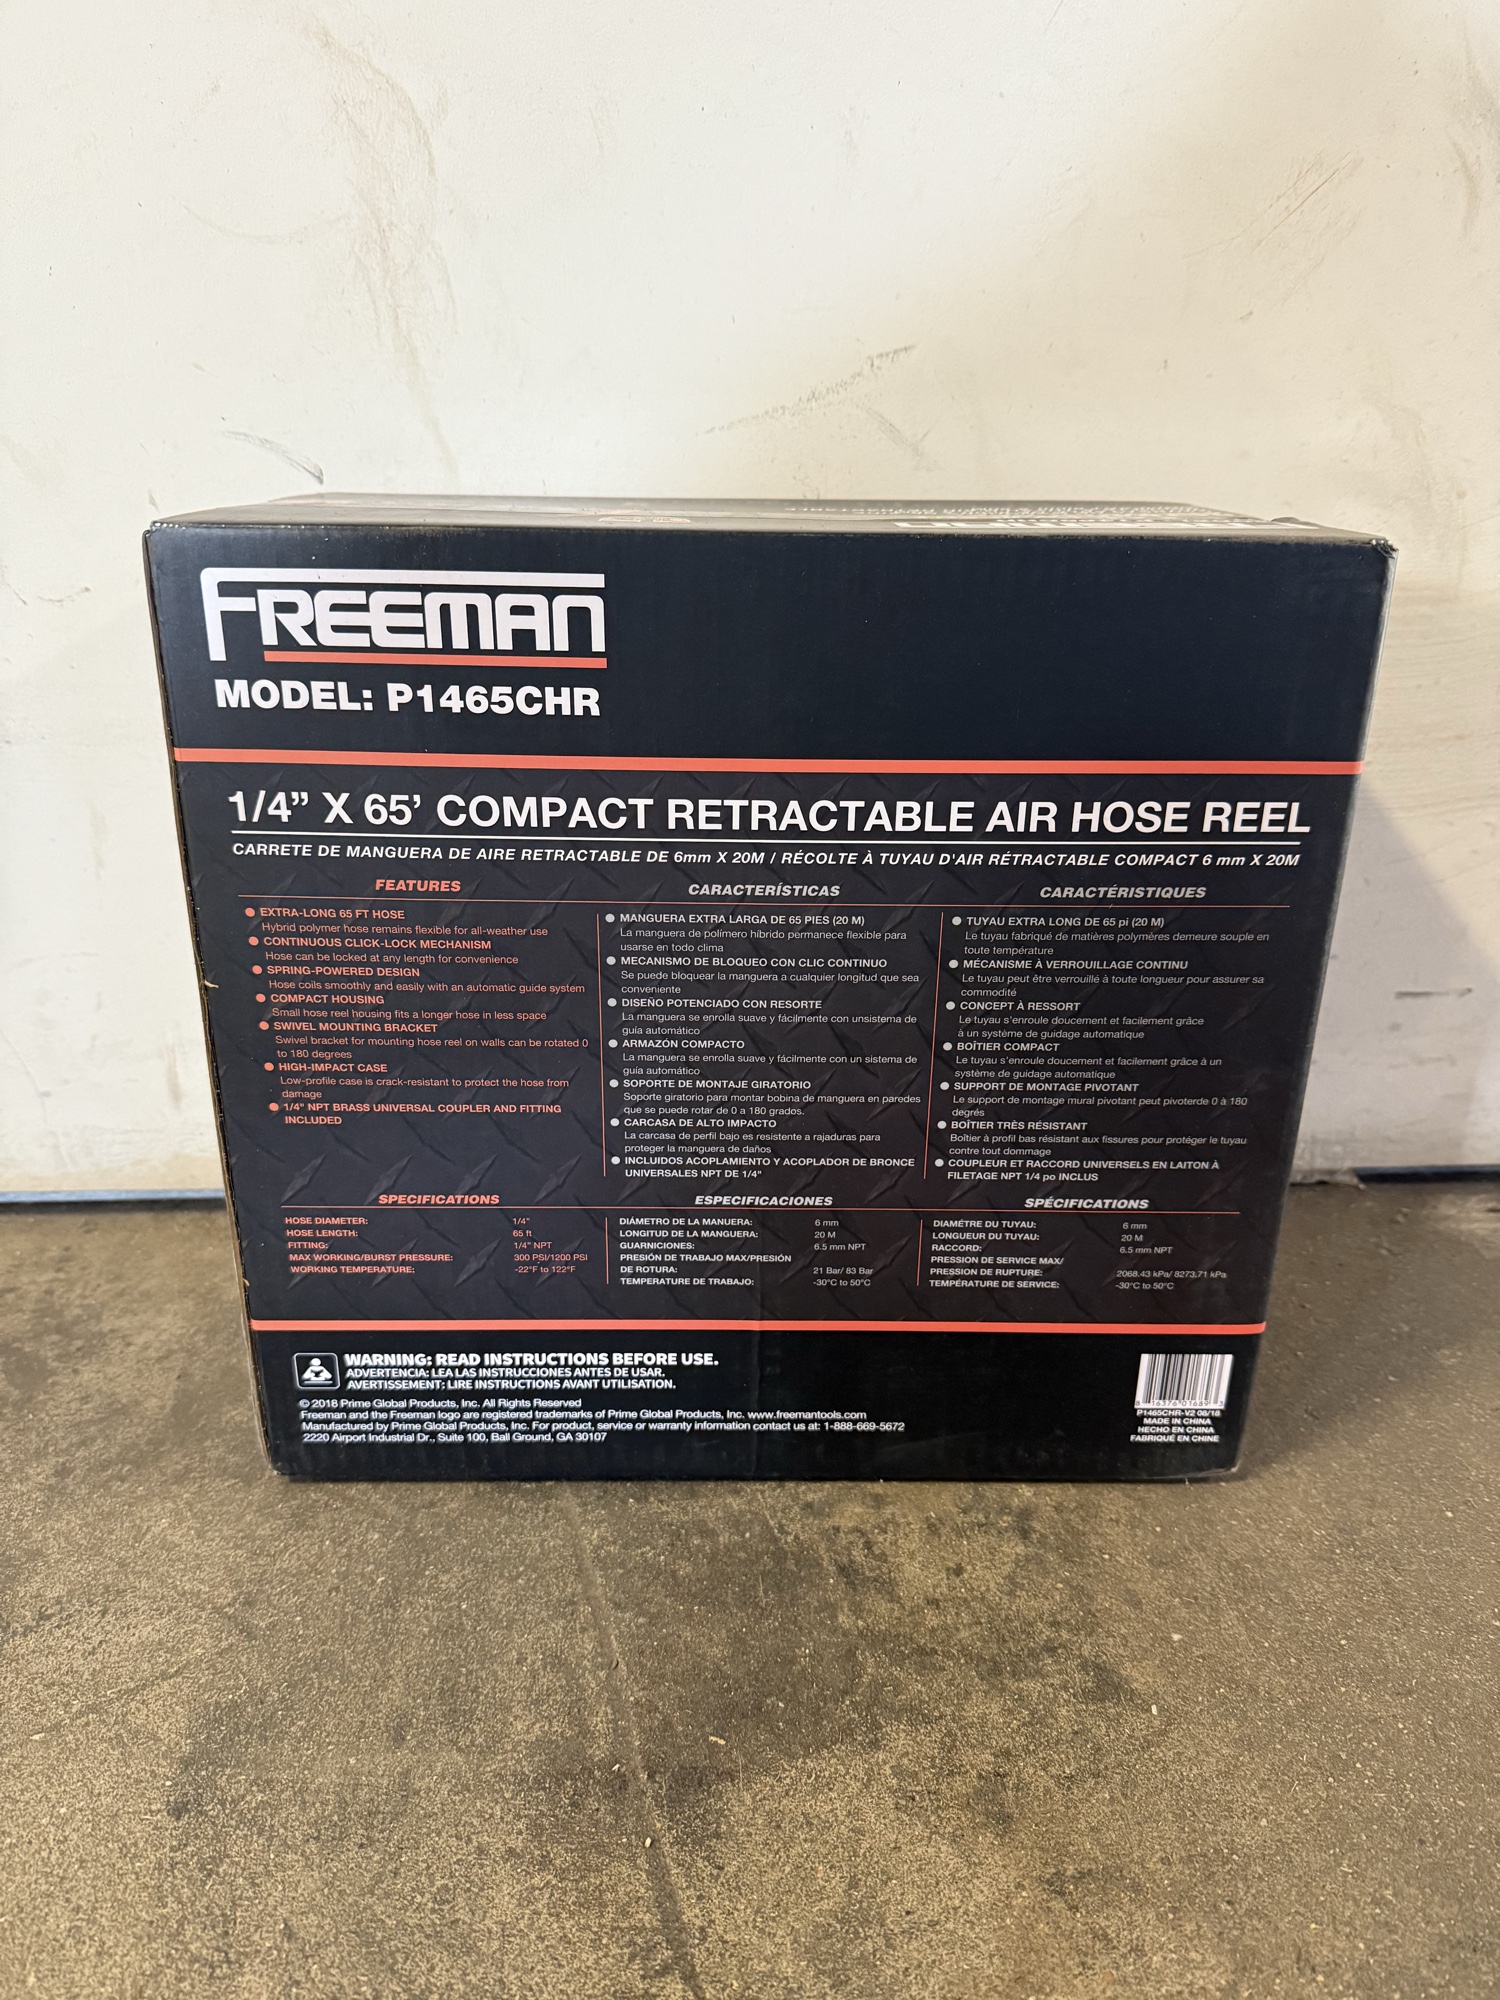 FREEMAN
MODEL: P1465CHR
1/4” X 65’ COMPACT RETRACTABLE AIR HOSE REEL
CARRETE DE MANGUERA DE AIRE RETRACTABLE DE 6mm X 20M / RÉCOLTE À TUYAU D'AIR RÉTRACTABLE COMPACT 6 mm X 20M
FEATURES
● EXTRA-LONG 65 FT HOSE
Hybrid polymer hose remains flexible for all-weather use
● CONTINUOUS CLICK-LOCK MECHANISM
Hose can be locked at any length for convenience
● SPRING-POWERED DESIGN
Hose coils smoothly and easily with an automatic guide system
● COMPACT HOUSING
Small hose reel housing fits a longer hose in less space
● SWIVEL MOUNTING BRACKET
Swivel bracket for mounting hose reel on walls can be rotated 0
to 180 degrees
● HIGH-IMPACT CASE
Low-profile case is crack-resistant to protect the hose from
damage
● 1/4" NPT BRASS UNIVERSAL COUPLER AND FITTING
INCLUDED
CARACTERÍSTICAS
● MANGUERA EXTRA LARGA DE 65 PIES (20 M)
La manguera de polímero híbrido permanece flexible para
usarse en todo clima
● MECANISMO DE BLOQUEO CON CLIC CONTINUO
Se puede bloquear la manguera a cualquier longitud que sea
conveniente
● DISEÑO POTENCIADO CON RESORTE
La manguera se enrolla suave y fácilmente con unsistema de
guía automático
● ARMAZÓN COMPACTO
La manguera se enrolla suave y fácilmente con un sistema de
guía automático
● SOPORTE DE MONTAJE GIRATORIO
Soporte giratorio para montar bobina de manguera en paredes
que se puede rotar de 0 a 180 grados.
● CARCASA DE ALTO IMPACTO
La carcasa de perfil bajo es resistente a rajaduras para
proteger la manguera de daños
● INCLUIDOS ACOPLAMIENTO Y ACOPLADOR DE BRONCE
UNIVERSALES NPT DE 1/4"
CARACTÉRISTIQUES
● TUYAU EXTRA LONG DE 65 pi (20 M)
Le tuyau fabriqué de matières polymères demeure souple en
toute température
● MÉCANISME À VERROUILLAGE CONTINU
Le tuyau peut être verrouillé à toute longueur pour assurer sa
commodité
● CONCEPT À RESSORT
Le tuyau s'enroule doucement et facilement grâce
à un système de guidage automatique
● BOÎTIER COMPACT
Le tuyau s'enroule doucement et facilement grâce à un
système de guidage automatique
● SUPPORT DE MONTAGE PIVOTANT
Le support de montage mural pivotant peut pivoterde 0 à 180
degrés
● BOÎTIER TRÈS RÉSISTANT
Boîtier à profil bas résistant aux fissures pour protéger le tuyau
contre tout dommage
● COUPLEUR ET RACCORD UNIVERSELS EN LAITON À
FILETAGE NPT 1/4 po INCLUS
SPECIFICATIONS
HOSE DIAMETER: 1/4"
HOSE LENGTH: 65 ft
FITTING: 1/4" NPT
MAX WORKING/BURST PRESSURE: 300 PSI/1200 PSI
WORKING TEMPERATURE: -22°F to 122°F
ESPECIFICACIONES
DIÁMETRO DE LA MANUERA: 6 mm
LONGITUD DE LA MANGUERA: 20 M
GUARNICIONES: 6.5 mm NPT
PRESIÓN DE TRABAJO MAX/PRESIÓN
DE ROTURA: 21 Bar/ 83 Bar
TEMPERATURE DE TRABAJO: -30°C to 50°C
SPÉCIFICATIONS
DIAMÉTRE DU TUYAU: 6 mm
LONGUEUR DU TUYAU: 20 M
RACCORD: 6.5 mm NPT
PRESSION DE SERVICE MAX/
PRESSION DE RUPTURE: 2068.43 kPa/ 8273.71 kPa
TEMPÉRATURE DE SERVICE: -30°C to 50°C
WARNING: READ INSTRUCTIONS BEFORE USE.
ADVERTENCIA: LEA LAS INSTRUCCIONES ANTES DE USAR.
AVERTISSEMENT: LIRE INSTRUCTIONS AVANT UTILISATION.
© 2018 Prime Global Products, Inc. All Rights Reserved
Freeman and the Freeman logo are registered trademarks of Prime Global Products, Inc. www.freemantools.com
Manufactured by Prime Global Products, Inc. For product, service or warranty information contact us at: 1-888-669-5672
2220 Airport Industrial Dr., Suite 100, Ball Ground, GA 30107
P1465CHR-V2 08/18
MADE IN CHINA
HECHO EN CHINA
FABRIQUÉ EN CHINE